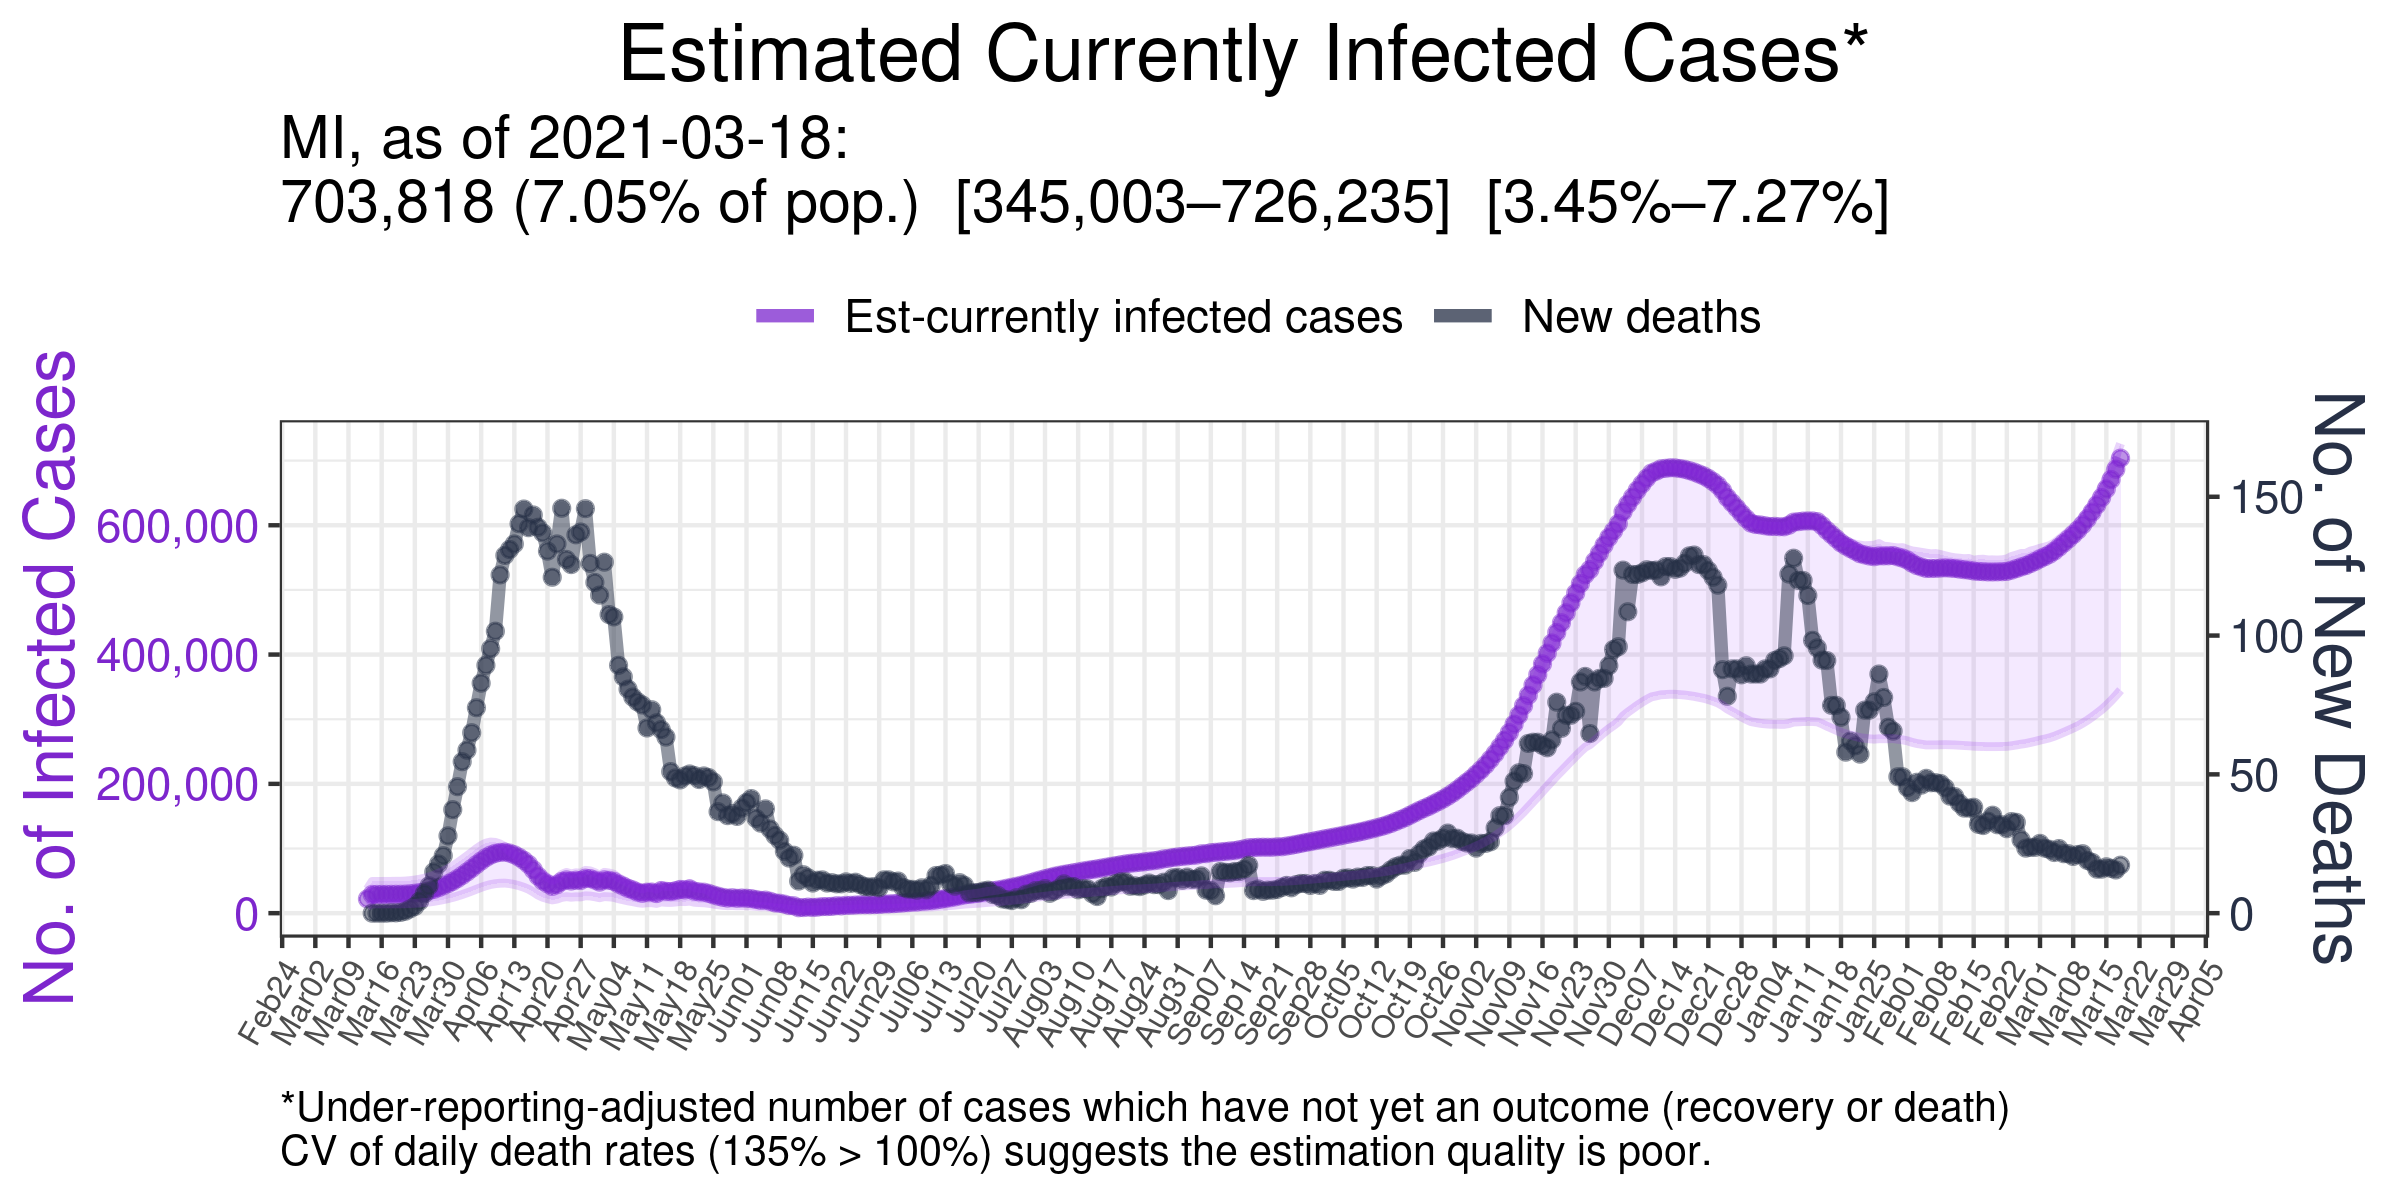 Estimated Currently Infected Cases*
MI, as of 2021-03-18:
703,818 (7.05% of pop.) [345,003–726,235] [3.45%–7.27%]
Est-currently infected cases
New deaths
No. of Infected Cases
600,000
400,000
200,000
0
150
100
50
0
No. of New Deaths
Feb24
Mar02
Mar09
Mar16
Mar23
Mar30
Apr06
Apr13
Apr20
Apr27
May04
May11
May18
May25
Jun01
Jun08
Jun15
Jun22
Jun29
Jul06
Jul13
Jul20
Jul27
Aug03
Aug10
Aug17
Aug24
Aug31
Sep07
Sep14
Sep21
Sep28
Oct05
Oct12
Oct19
Oct26
Nov02
Nov09
Nov16
Nov23
Nov30
Dec07
Dec14
Dec21
Dec28
Jan04
Jan11
Jan18
Jan25
Feb01
Feb08
Feb15
Feb22
Mar01
Mar08
Mar15
Mar22
Mar29
Apr05
*Under-reporting-adjusted number of cases which have not yet an outcome (recovery or death)
CV of daily death rates (135% > 100%) suggests the estimation quality is poor.